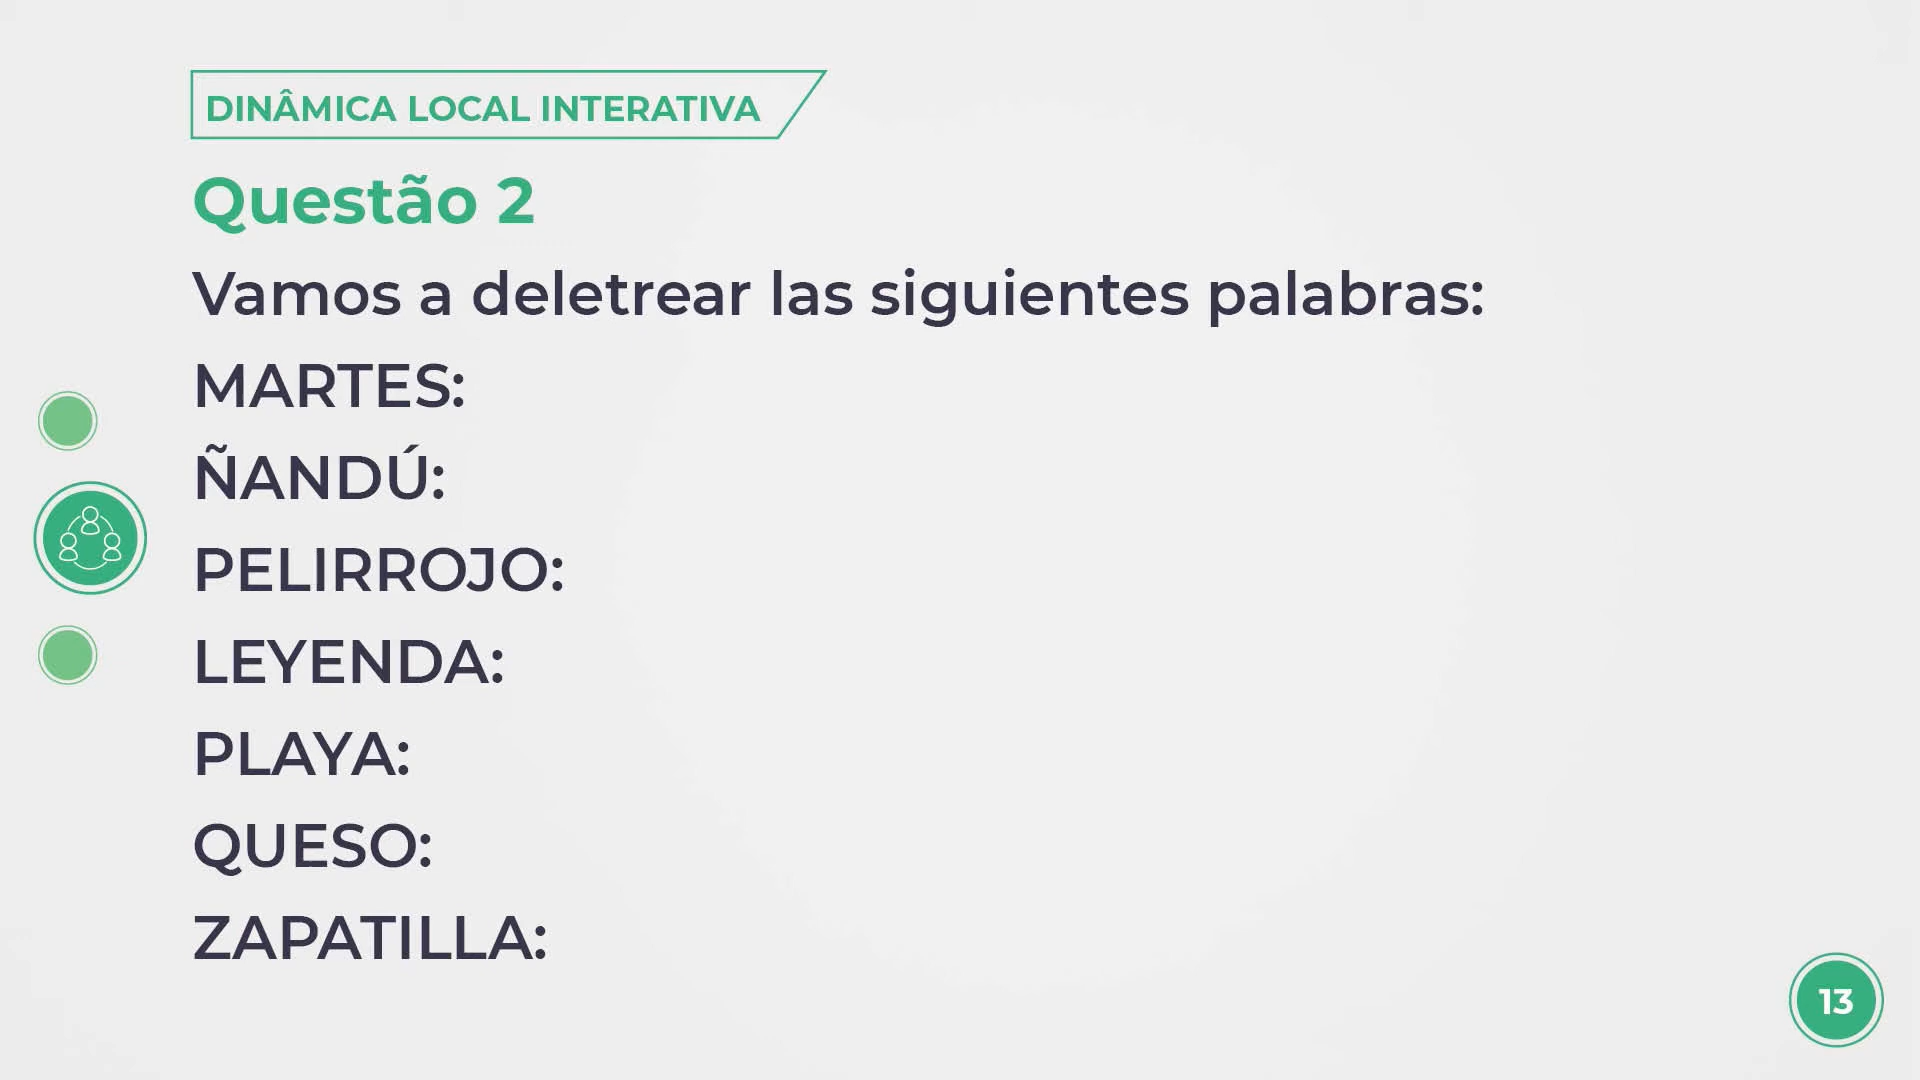 DINÂMICA LOCAL INTERATIVA
Questão 2
Vamos a deletrear las siguientes palabras:
MARTES:
ÑANDÚ:
PELIRROJO:
LEYENDA:
PLAYA:
QUESO:
ZAPATILLA:
13